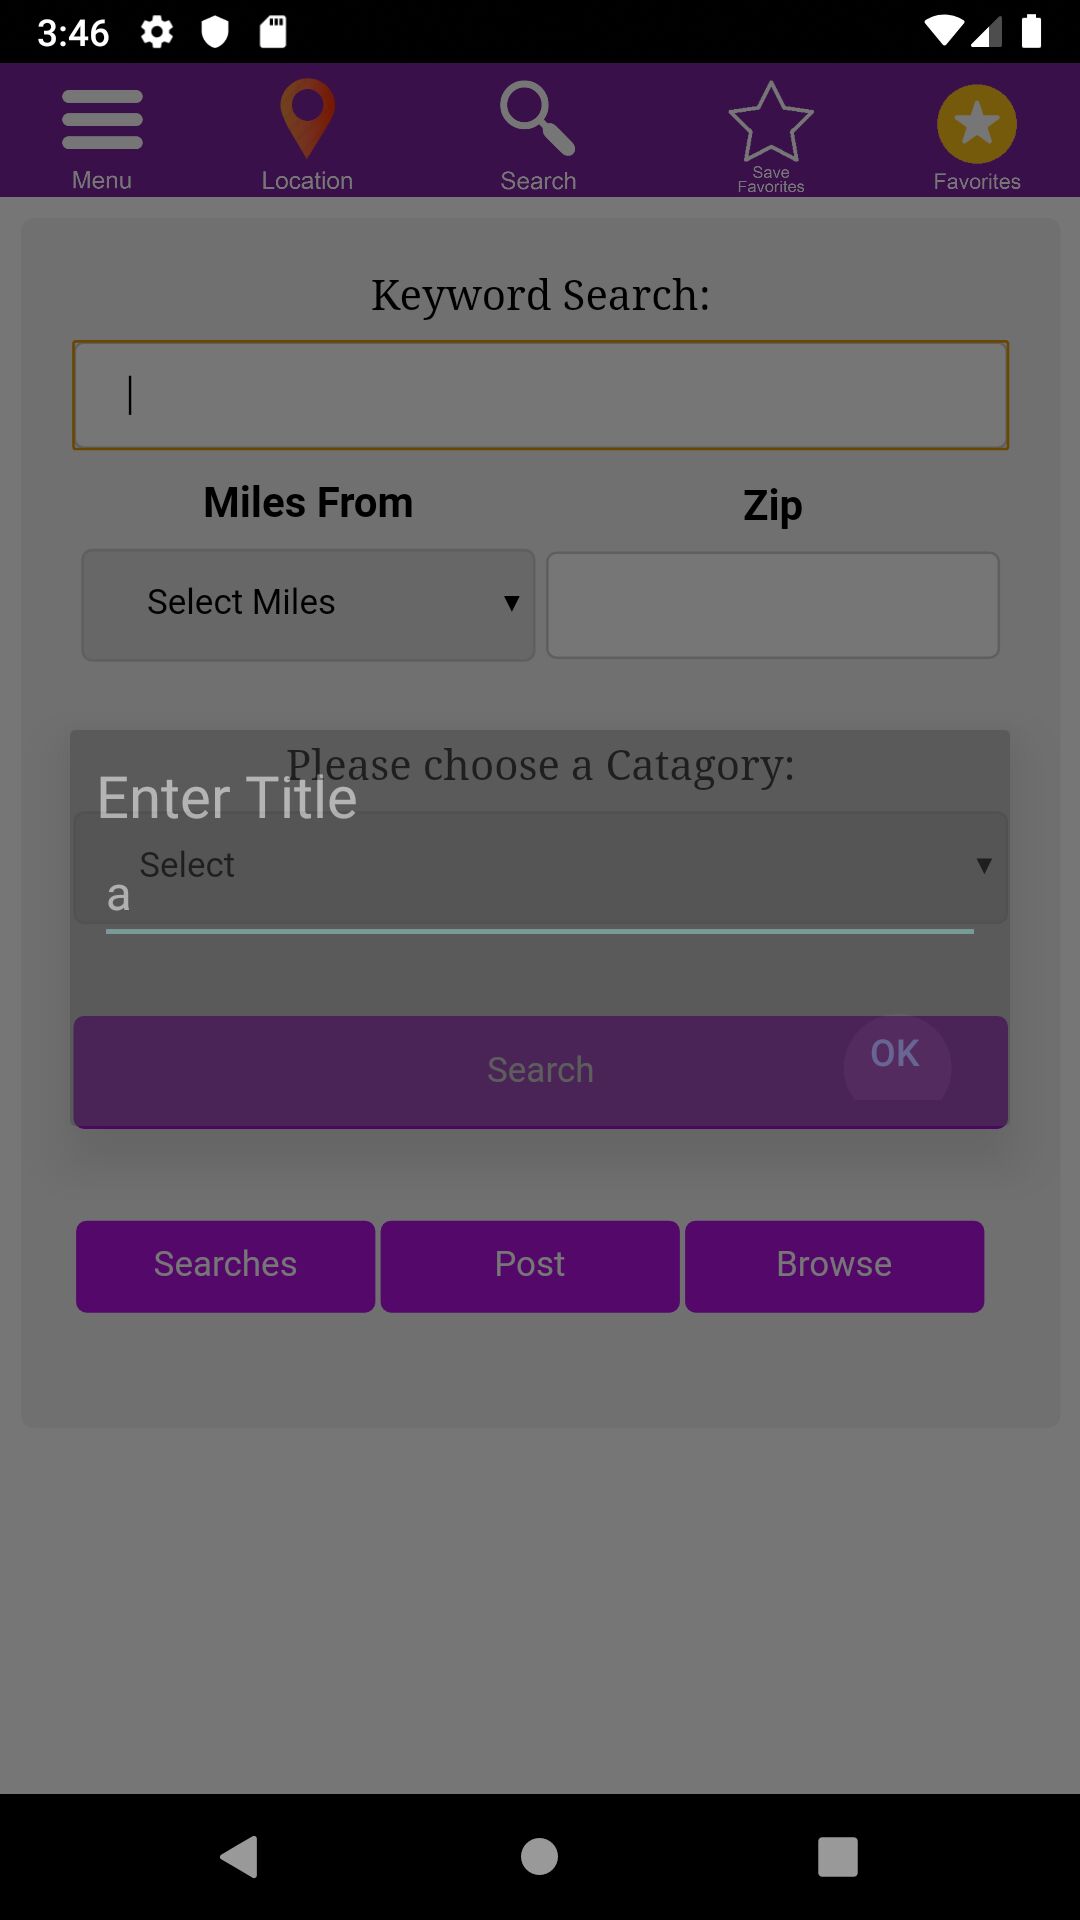 3:46
Menu
Location
Search
Save
Favorites
Favorites
Keyword Search:
Miles From
Zip
Select Miles
Please choose a Catagory:
Enter Title
Select
a
Search
OK
Searches
Post
Browse